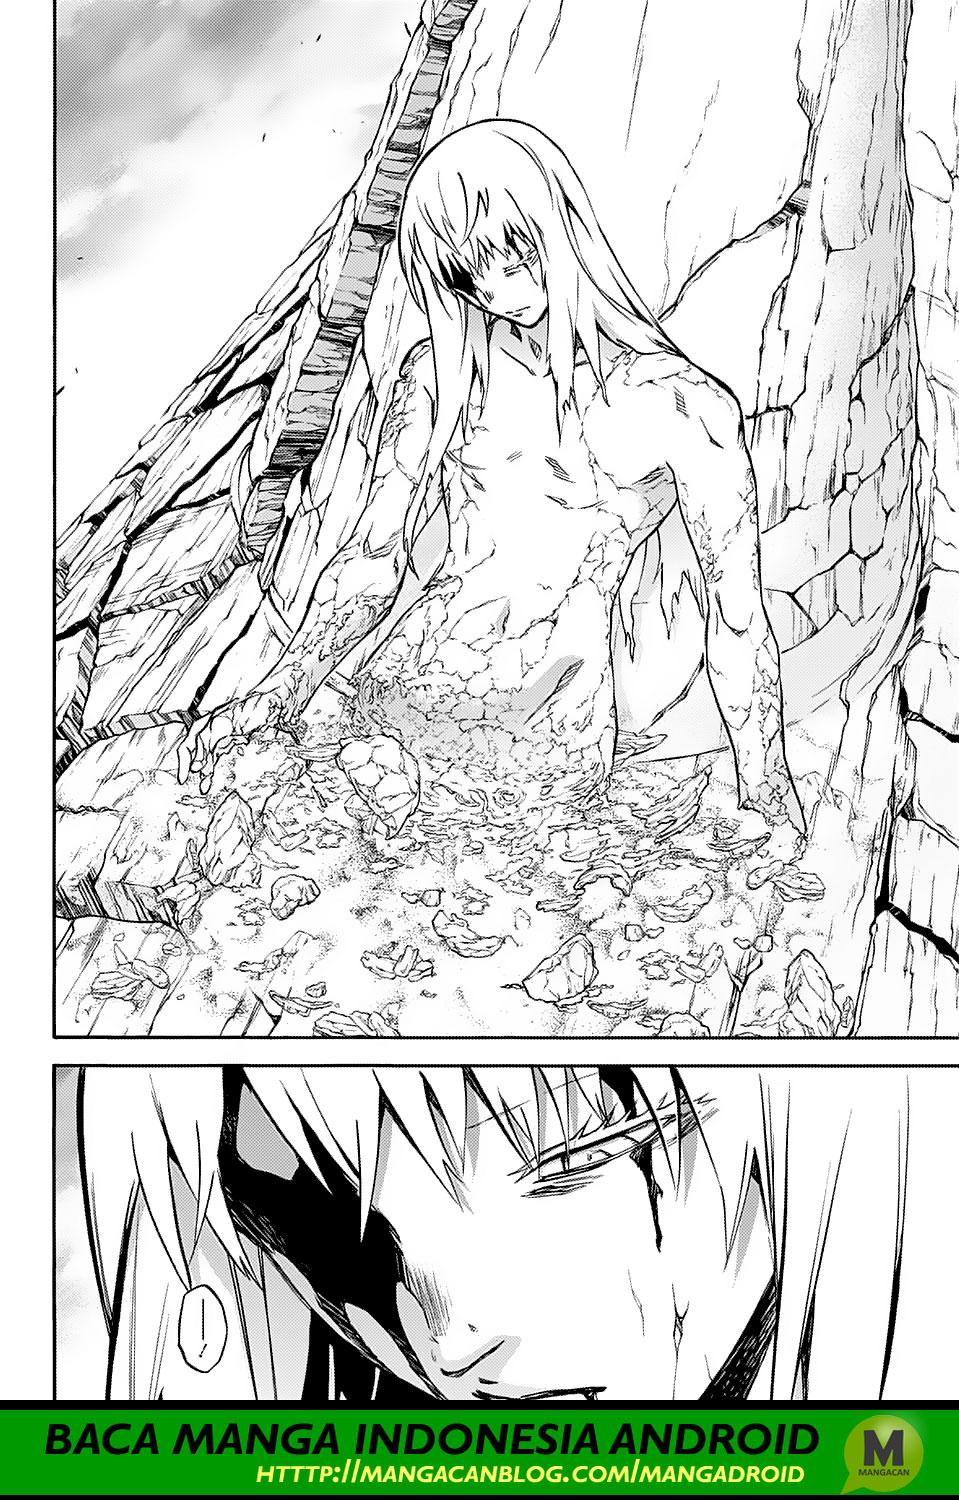 —!
BACA MANGA INDONESIA ANDROID
HTTTP://MANGACANBLOG.COM/MANGADROID
M
MANGACAN